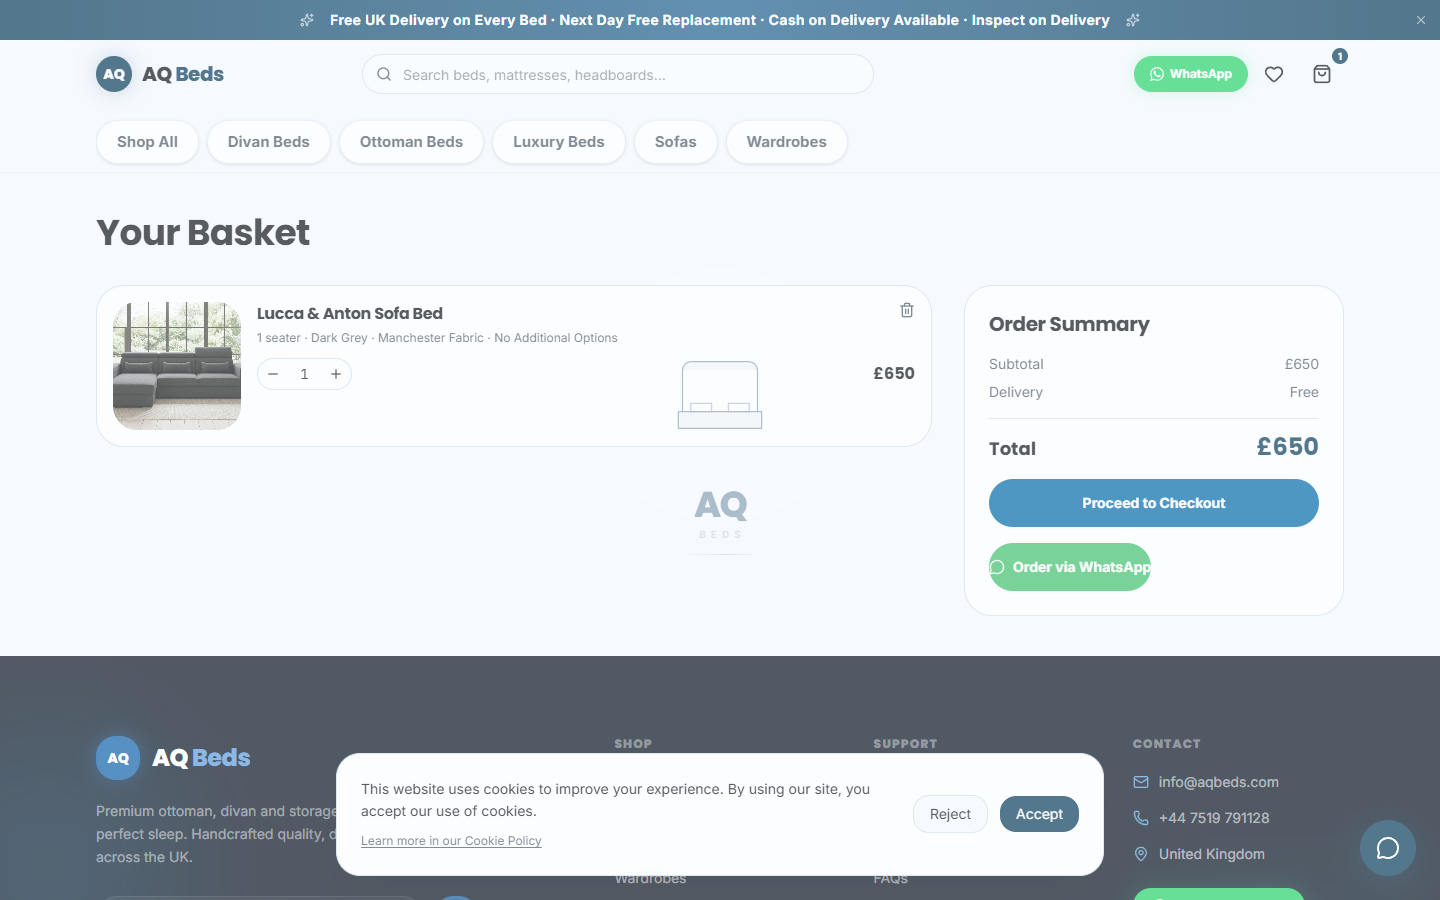 Free UK Delivery on Every Bed · Next Day Free Replacement · Cash on Delivery Available · Inspect on Delivery
AQ AQ Beds
Search beds, mattresses, headboards...
WhatsApp
1
Shop All
Divan Beds
Ottoman Beds
Luxury Beds
Sofas
Wardrobes
Your Basket
Lucca & Anton Sofa Bed
1 seater · Dark Grey · Manchester Fabric · No Additional Options
1
£650
AQ
BEDS
Order Summary
Subtotal £650
Delivery Free
Total £650
Proceed to Checkout
Order via WhatsApp
AQ AQ Beds
Premium ottoman, divan and storage
perfect sleep. Handcrafted quality, d
across the UK.
SHOP
Wardrobes
SUPPORT
FAQs
CONTACT
info@aqbeds.com
+44 7519 791128
United Kingdom
This website uses cookies to improve your experience. By using our site, you
accept our use of cookies.
Learn more in our Cookie Policy
Reject
Accept